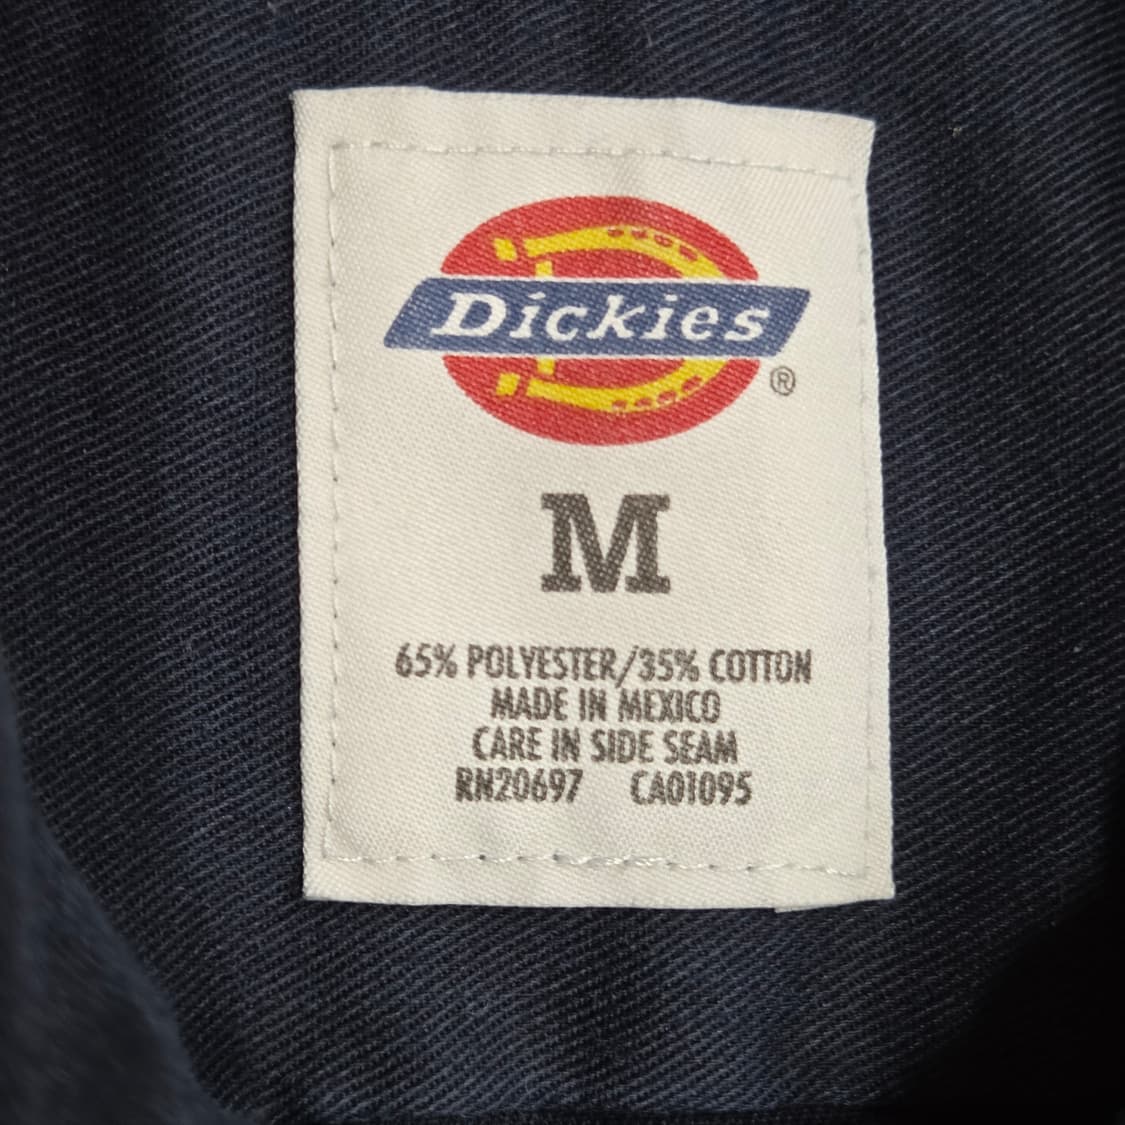 Dickies
®
M
65% POLYESTER/35% COTTON
MADE IN MEXICO
CARE IN SIDE SEAM
RN20697 CA01095